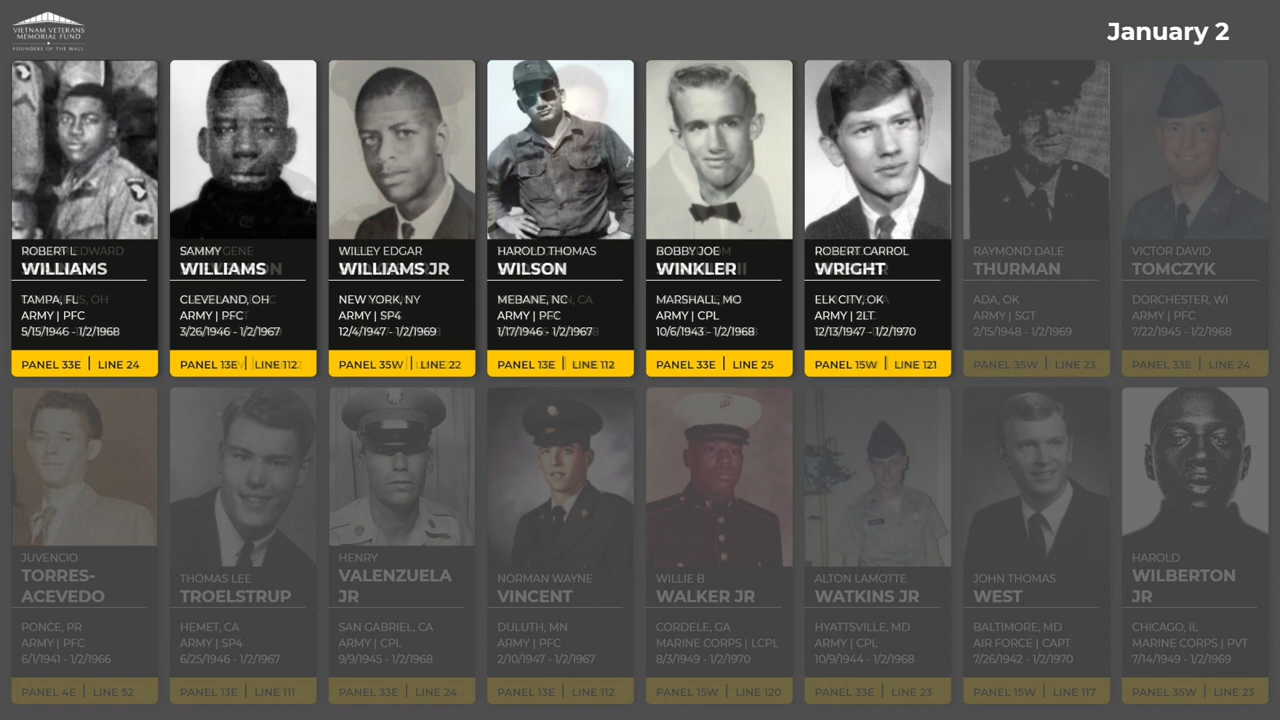 VIETNAM VETERANS
MEMORIAL FUND
FOUNDERS OF THE WALL
January 2
ROBERT L
WILLIAMS
TAMPA, FL
ARMY | PFC
5/15/1946 - 1/2/1968
PANEL 33E | LINE 24
SAMMY
WILLIAMS
CLEVELAND, OH
ARMY | PFC
3/26/1946 - 1/2/1967
PANEL 13E | LINE 112
WILLEY EDGAR
WILLIAMS JR
NEW YORK, NY
ARMY | SP4
12/4/1947 - 1/2/1969
PANEL 35W | LINE 22
HAROLD THOMAS
WILSON
MEBANE, NC
ARMY | PFC
1/17/1946 - 1/2/1967
PANEL 13E | LINE 112
BOBBY JOE
WINKLER
MARSHALL, MO
ARMY | CPL
10/6/1943 - 1/2/1968
PANEL 33E | LINE 25
ROBERT CARROL
WRIGHT
ELK CITY, OK
ARMY | 2LT
12/13/1947 - 1/2/1970
PANEL 15W | LINE 121
RAYMOND DALE
THURMAN
ADA, OK
ARMY | SGT
2/15/1948 - 1/2/1969
PANEL 35W | LINE 23
VICTOR DAVID
TOMCZYK
DORCHESTER, WI
ARMY | PFC
7/22/1945 - 1/2/1968
PANEL 33E | LINE 24
JUVENCIO
TORRES-
ACEVEDO
PONCE, PR
ARMY | PFC
6/1/1941 - 1/2/1966
PANEL 4E | LINE 52
THOMAS LEE
TROELSTRUP
HEMET, CA
ARMY | SP4
6/25/1946 - 1/2/1967
PANEL 13E | LINE 111
HENRY
VALENZUELA
JR
SAN GABRIEL, CA
ARMY | CPL
9/9/1945 - 1/2/1968
PANEL 33E | LINE 24
NORMAN WAYNE
VINCENT
DULUTH, MN
ARMY | PFC
2/10/1947 - 1/2/1967
PANEL 13E | LINE 112
WILLIE B
WALKER JR
CORDELE, GA
MARINE CORPS | LCPL
8/3/1949 - 1/2/1970
PANEL 15W | LINE 120
ALTON LAMOTTE
WATKINS JR
HYATTSVILLE, MD
ARMY | CPL
10/9/1944 - 1/2/1968
PANEL 33E | LINE 23
JOHN THOMAS
WEST
BALTIMORE, MD
AIR FORCE | CAPT
7/26/1942 - 1/2/1970
PANEL 15W | LINE 117
HAROLD
WILBERTON
JR
CHICAGO, IL
MARINE CORPS | PVT
7/14/1949 - 1/2/1969
PANEL 35W | LINE 23